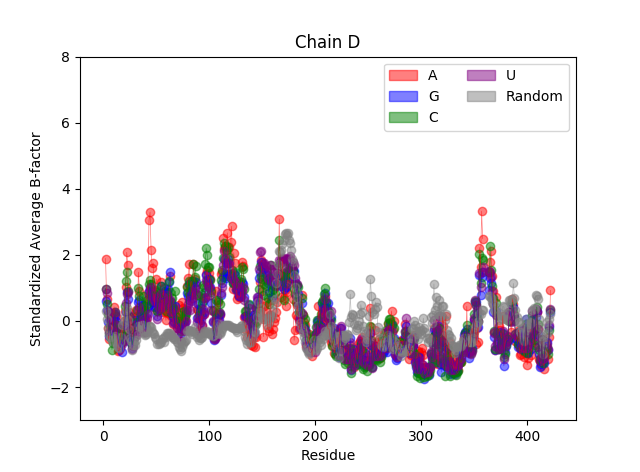 Chain D
8
6
4
2
0
−2
Standardized Average B-factor
A
G
C
U
Random
0 100 200 300 400
Residue